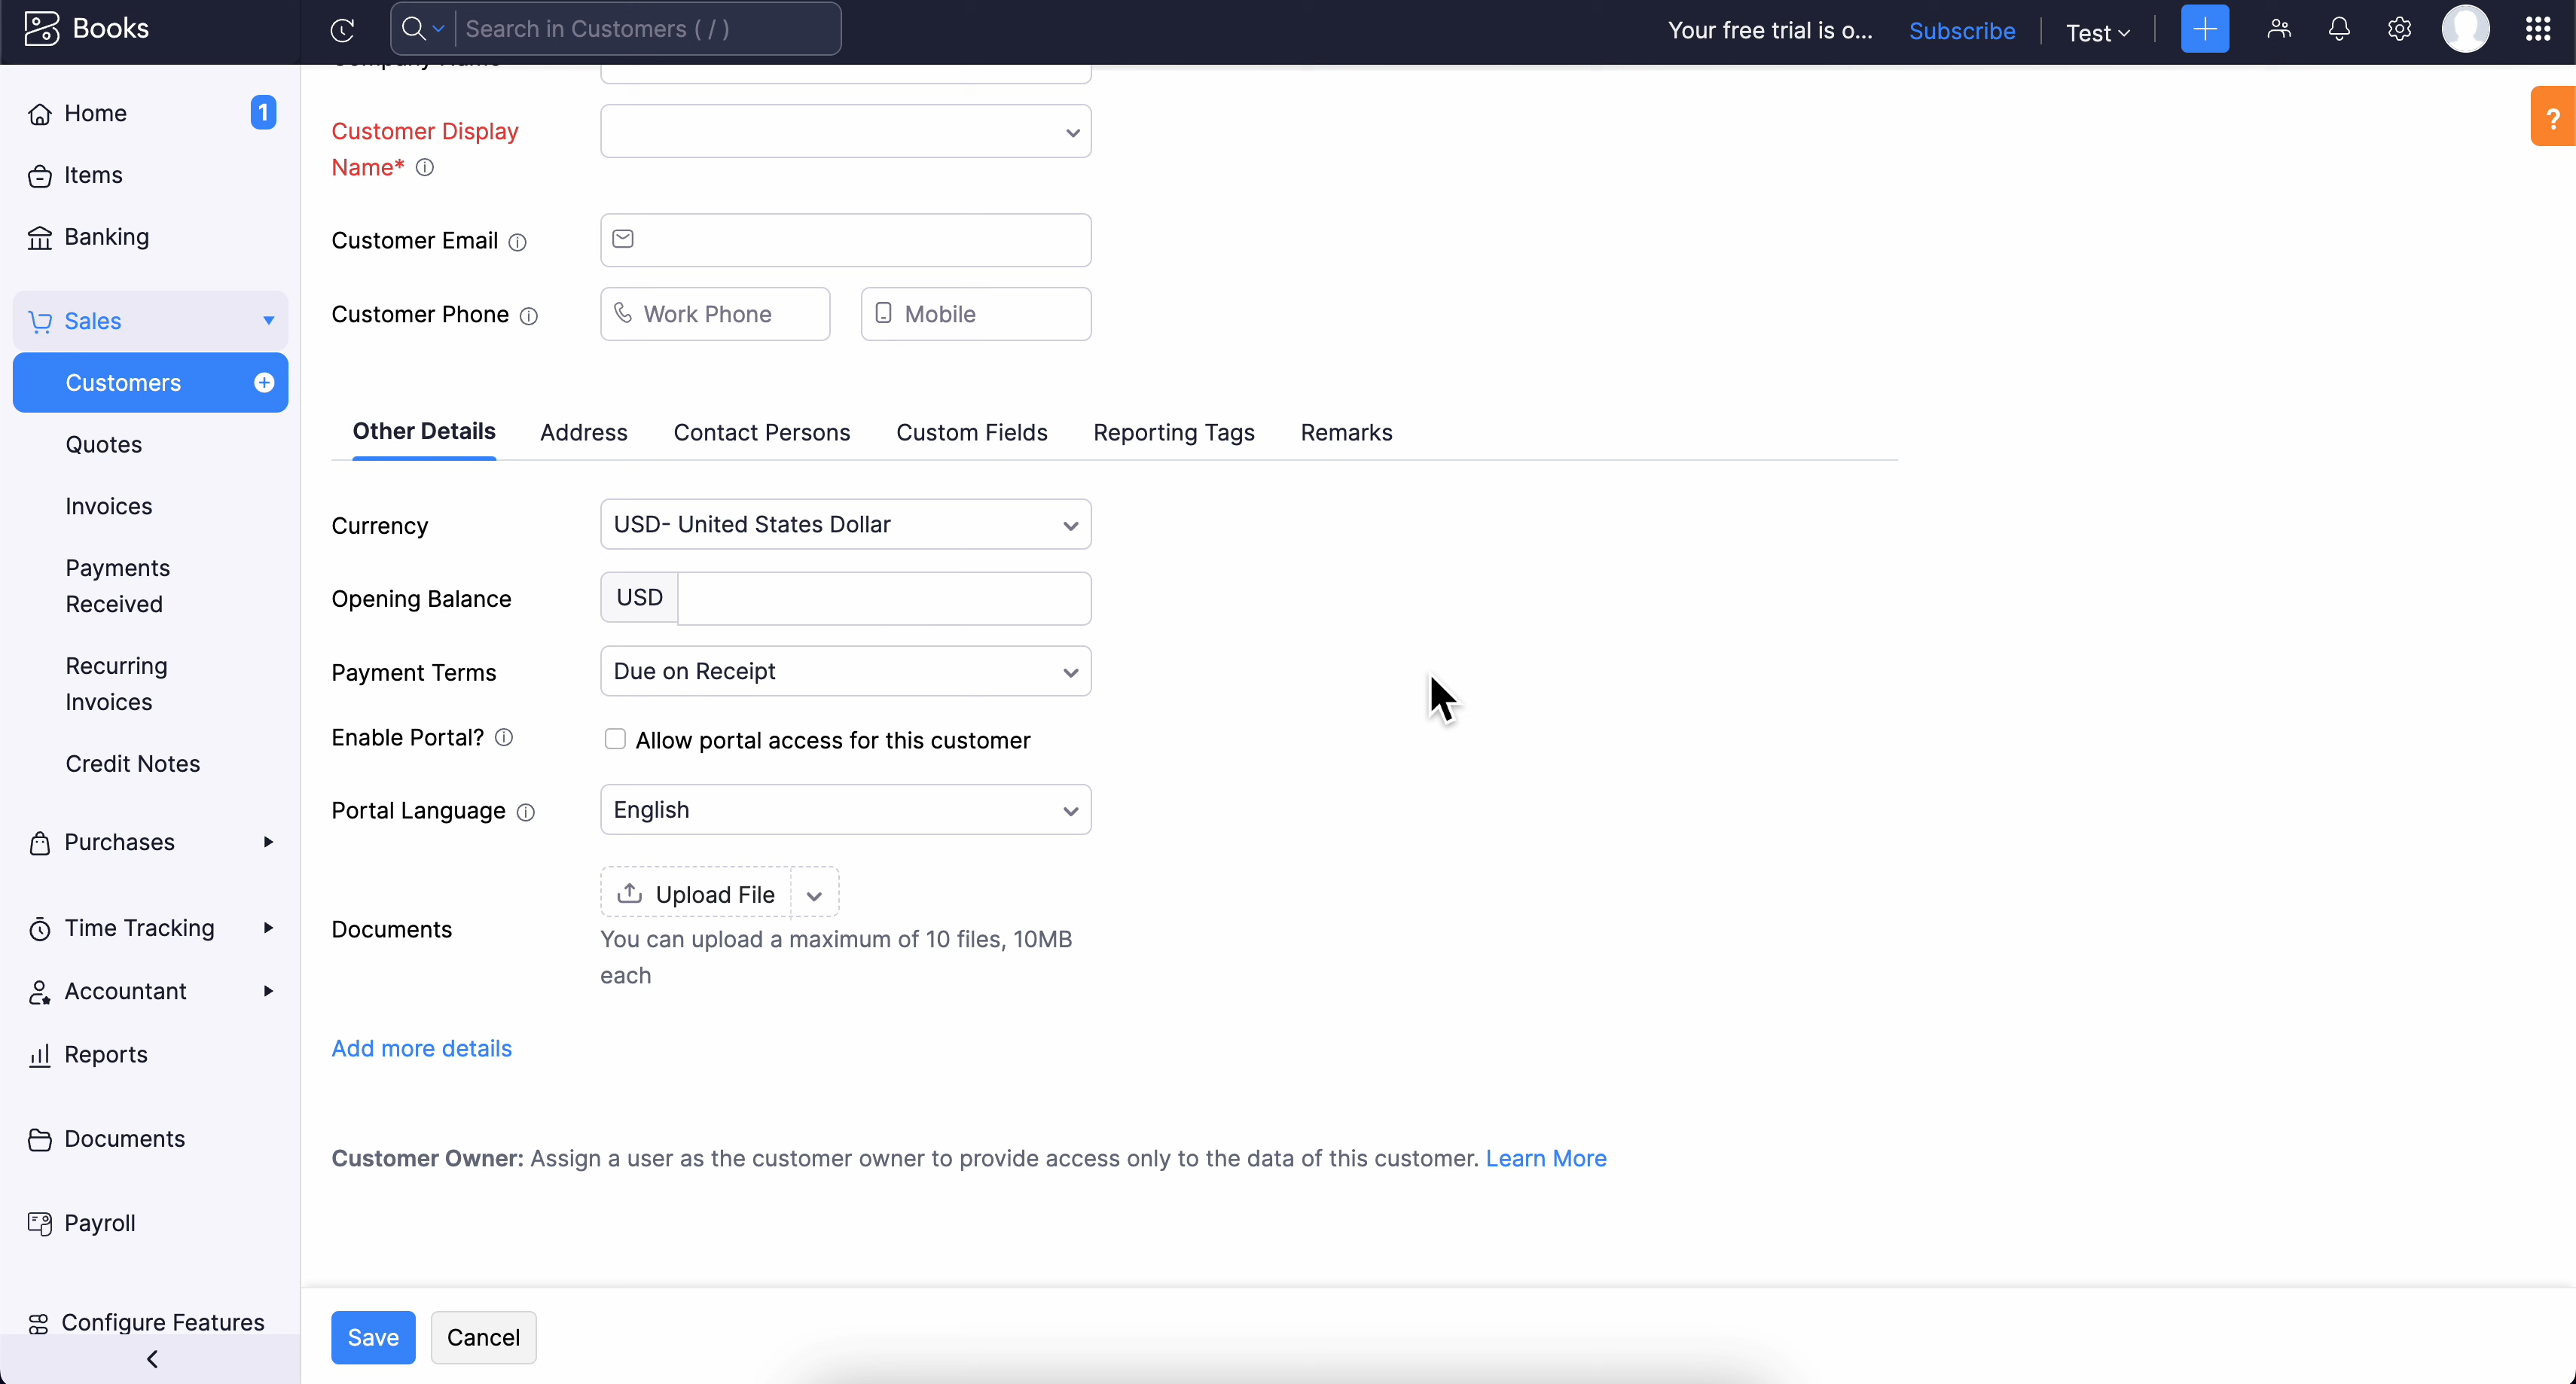 Books
Search in Customers ( / )
Your free trial is o...
Subscribe
Test
Home
1
Items
Banking
Sales
Customers
Quotes
Invoices
Payments
Received
Recurring
Invoices
Credit Notes
Purchases
Time Tracking
Accountant
Reports
Documents
Payroll
Configure Features
Company Name
Customer Display
Name*
?
Customer Email
Customer Phone
Work Phone
Mobile
Other Details
Address
Contact Persons
Custom Fields
Reporting Tags
Remarks
Currency
USD- United States Dollar
Opening Balance
USD
Payment Terms
Due on Receipt
Enable Portal?
Allow portal access for this customer
Portal Language
English
Documents
Upload File
You can upload a maximum of 10 files, 10MB
each
Add more details
Customer Owner: Assign a user as the customer owner to provide access only to the data of this customer. Learn More
Save
Cancel